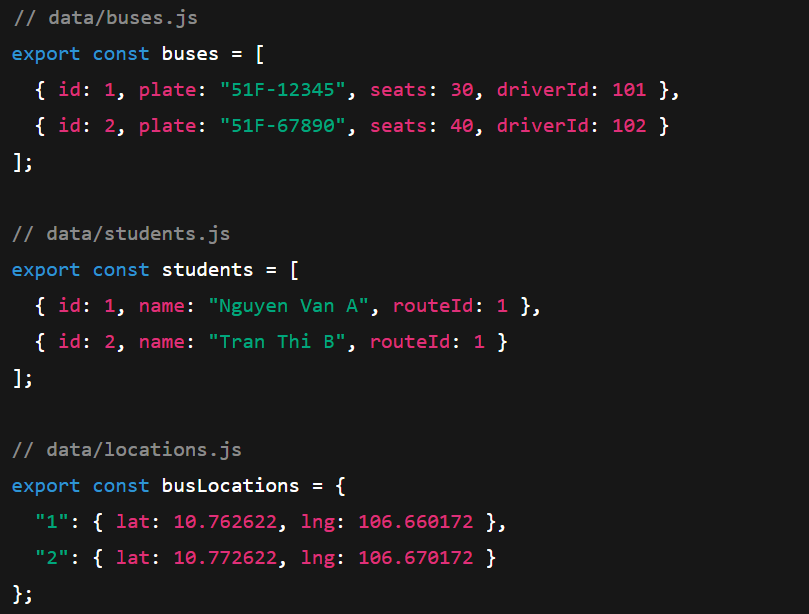 // data/buses.js
export const buses = [
  { id: 1, plate: "51F-12345", seats: 30, driverId: 101 },
  { id: 2, plate: "51F-67890", seats: 40, driverId: 102 }
];

// data/students.js
export const students = [
  { id: 1, name: "Nguyen Van A", routeId: 1 },
  { id: 2, name: "Tran Thi B", routeId: 1 }
];

// data/locations.js
export const busLocations = {
  "1": { lat: 10.762622, lng: 106.660172 },
  "2": { lat: 10.772622, lng: 106.670172 }
};